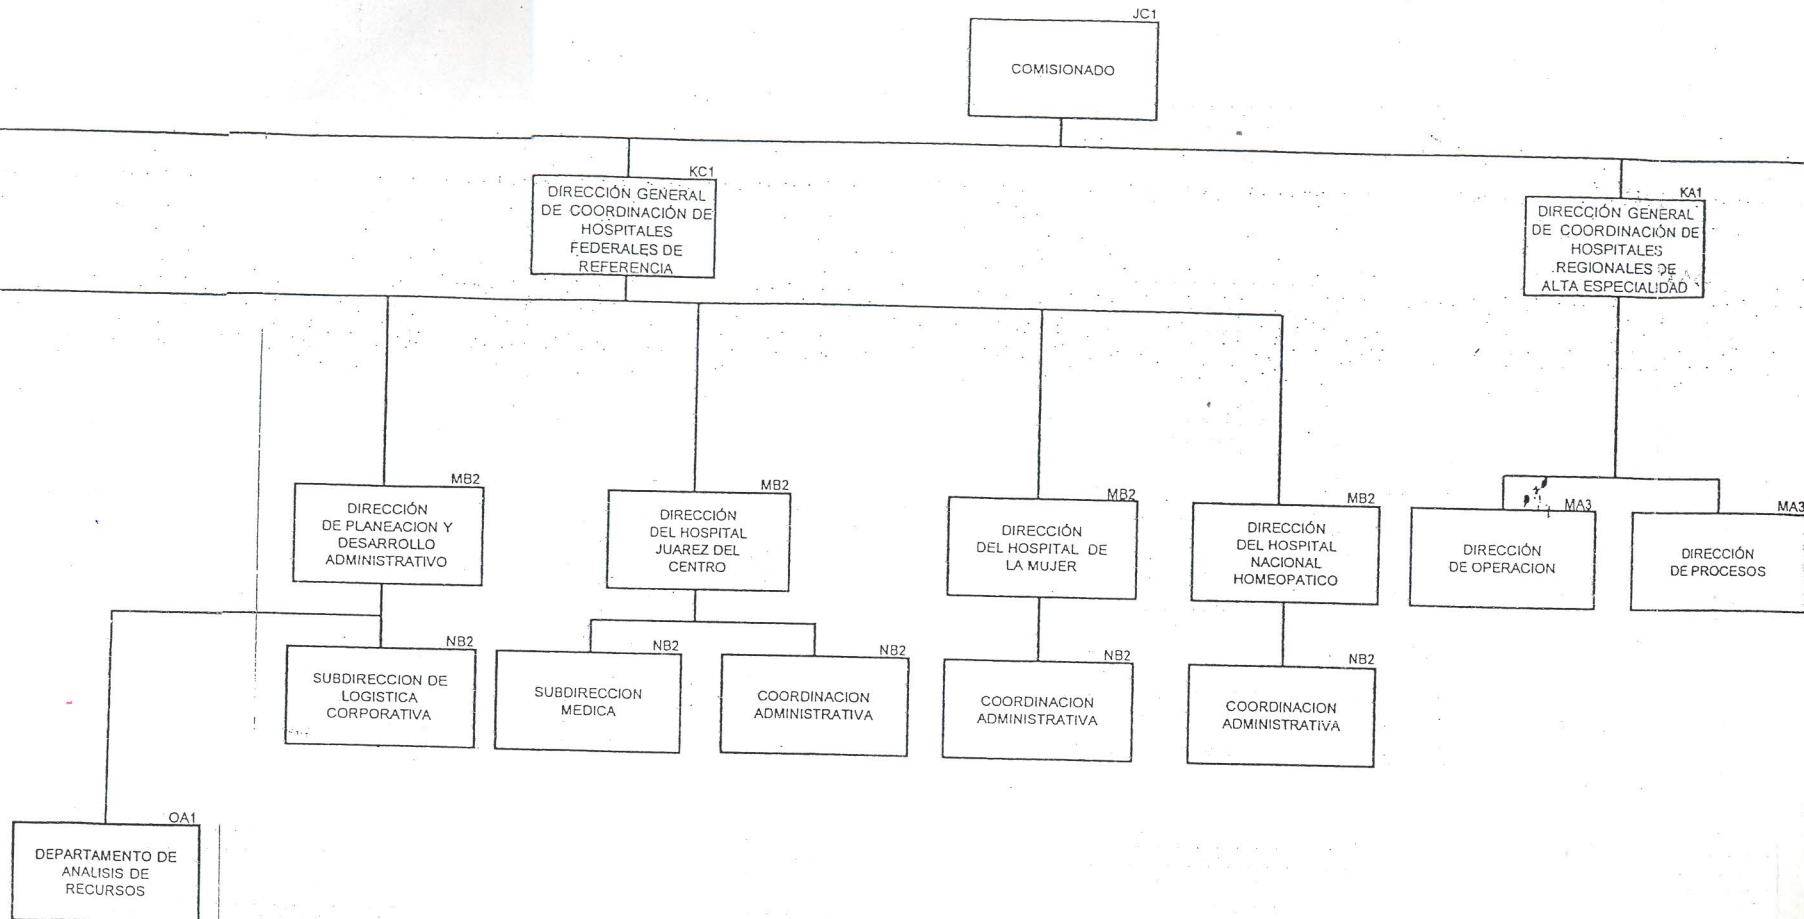 JC1
COMISIONADO
KC1
DIRECCIÓN GENERAL
DE COORDINACIÓN DE
HOSPITALES
FEDERALES DE
REFERENCIA
KA1
DIRECCIÓN GENERAL
DE COORDINACIÓN DE
HOSPITALES
REGIONALES DE
ALTA ESPECIALIDAD
MB2
DIRECCIÓN
DE PLANEACION Y
DESARROLLO
ADMINISTRATIVO
MB2
DIRECCIÓN
DEL HOSPITAL
JUAREZ DEL
CENTRO
MB2
DIRECCIÓN
DEL HOSPITAL DE
LA MUJER
MB2
DIRECCIÓN
DEL HOSPITAL
NACIONAL
HOMEOPATICO
MA3
DIRECCIÓN
DE OPERACION
MA3
DIRECCIÓN
DE PROCESOS
NB2
SUBDIRECCION DE
LOGISTICA
CORPORATIVA
NB2
SUBDIRECCION
MEDICA
NB2
COORDINACION
ADMINISTRATIVA
NB2
COORDINACION
ADMINISTRATIVA
NB2
COORDINACION
ADMINISTRATIVA
OA1
DEPARTAMENTO DE
ANALISIS DE
RECURSOS